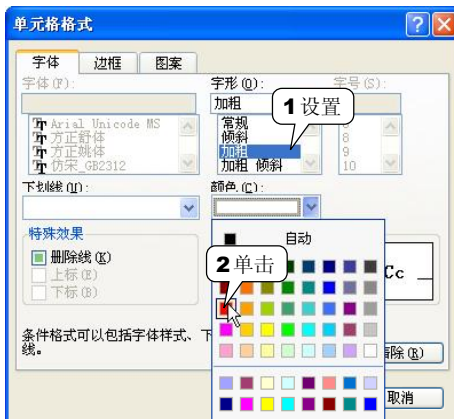 单元格格式
字体 边框 图案
字体(F):
字形(O):
字号(S):
加粗
Arial Unicode MS
方正舒体
方正姚体
仿宋_GB2312
常规
倾斜
加粗
加粗 倾斜
8
9
10
1设置
下划线(U):
颜色(C):
特殊效果
删除线(K)
上标(E)
下标(B)
自动
2单击
Cc
条件格式可以包括字体样式、下
线。
除(R)
取消